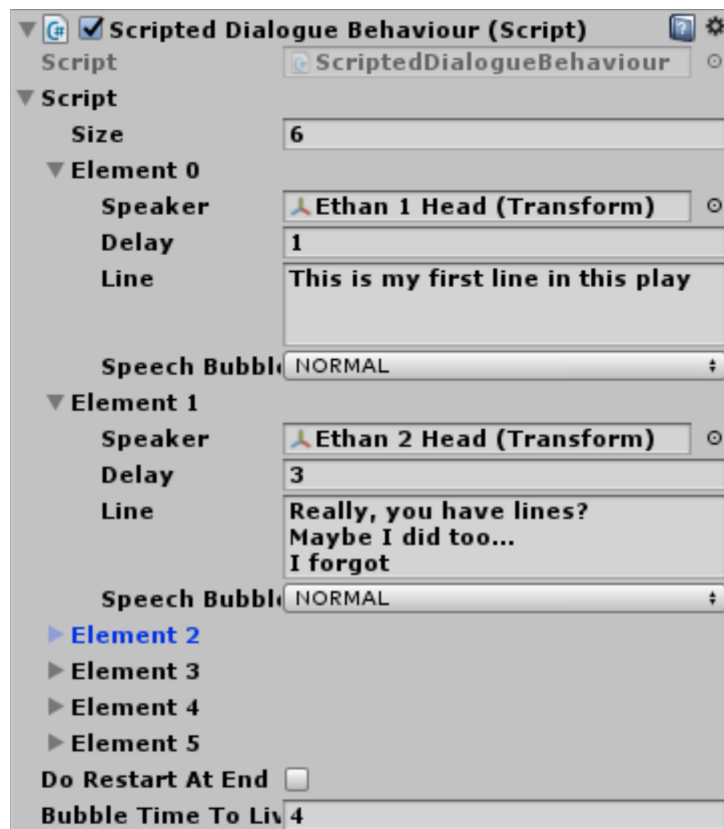 Scripted Dialogue Behaviour (Script)
Script ScriptedDialogueBehaviour
Script
Size 6
Element 0
Speaker Ethan 1 Head (Transform)
Delay 1
Line This is my first line in this play
Speech Bubbl NORMAL
Element 1
Speaker Ethan 2 Head (Transform)
Delay 3
Line Really, you have lines?
Maybe I did too...
I forgot
Speech Bubbl NORMAL
Element 2
Element 3
Element 4
Element 5
Do Restart At End
Bubble Time To Liv 4